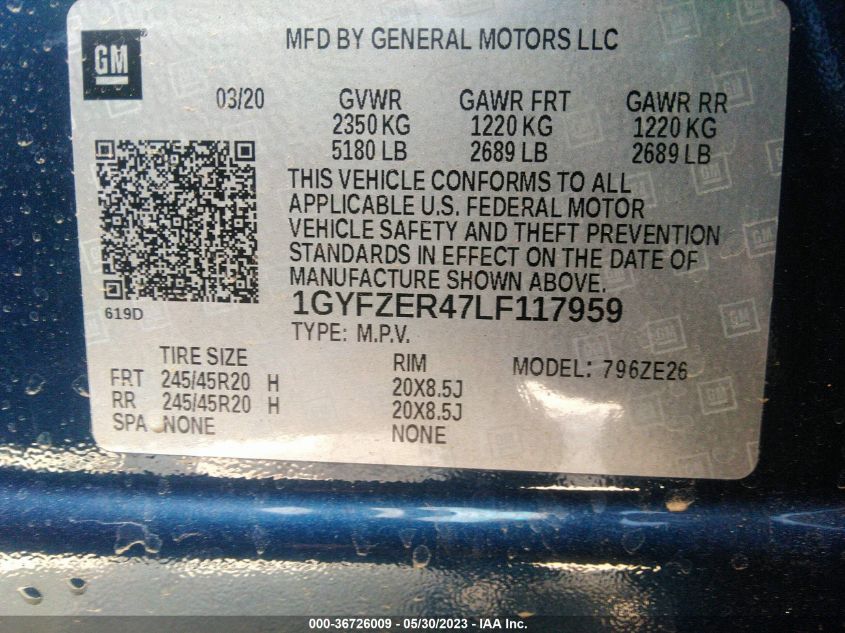 GM
MFD BY GENERAL MOTORS LLC
03/20 GVWR GAWR FRT GAWR RR
2350 KG 1220 KG 1220 KG
5180 LB 2689 LB 2689 LB
THIS VEHICLE CONFORMS TO ALL
APPLICABLE U.S. FEDERAL MOTOR
VEHICLE SAFETY AND THEFT PREVENTION
STANDARDS IN EFFECT ON THE DATE OF
MANUFACTURE SHOWN ABOVE.
619D
1GYFZER47LF117959
TYPE: M.P.V.
TIRE SIZE RIM MODEL: 796ZE26
FRT 245/45R20 H 20X8.5J
RR 245/45R20 H 20X8.5J
SPA NONE NONE
000-36726009 — 05/30/2023 — IAA Inc.